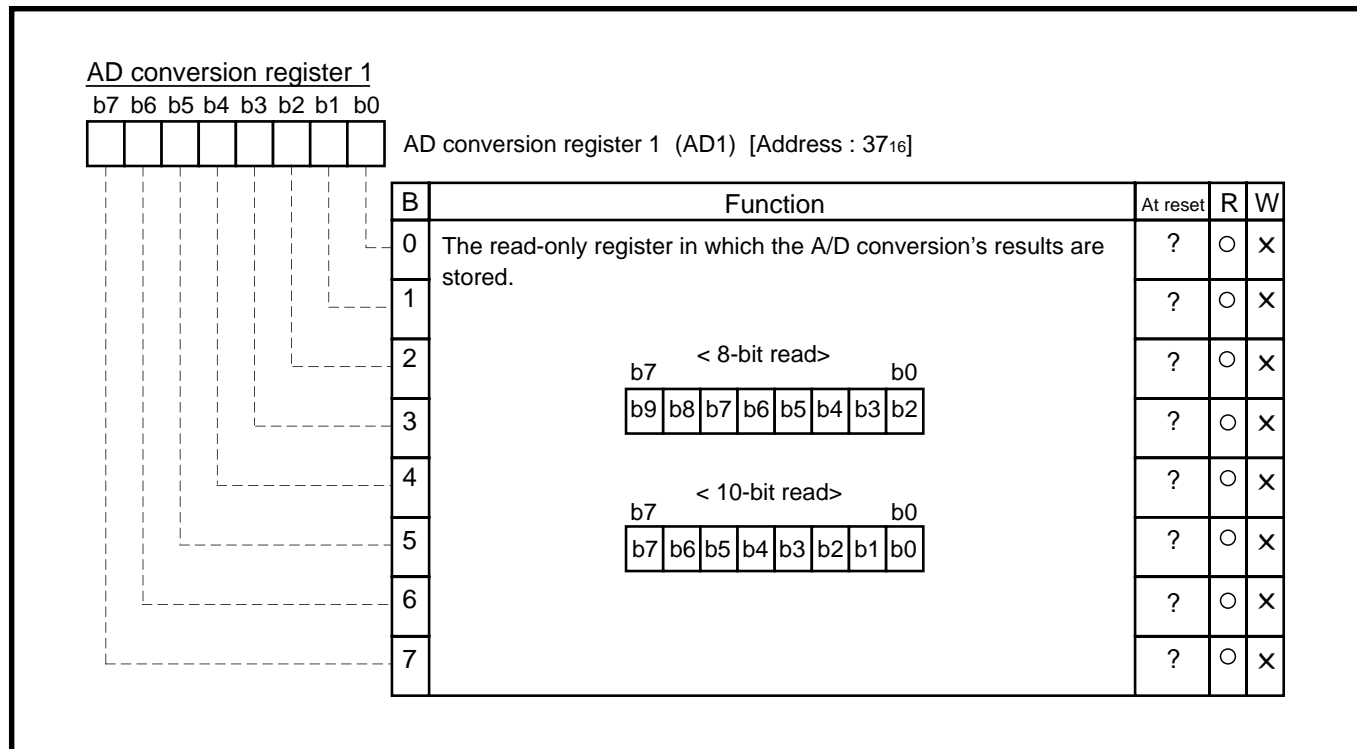 AD conversion register 1
b7 b6 b5 b4 b3 b2 b1 b0
AD conversion register 1 (AD1) [Address : 37₁₆]
B Function At reset R W
0 The read-only register in which the A/D conversion’s results are ? ○ ×
stored.
1 ? ○ ×
2 ? ○ ×
< 8-bit read>
b7 b0
b9 b8 b7 b6 b5 b4 b3 b2
3 ? ○ ×
4 ? ○ ×
< 10-bit read>
b7 b0
b7 b6 b5 b4 b3 b2 b1 b0
5 ? ○ ×
6 ? ○ ×
7 ? ○ ×